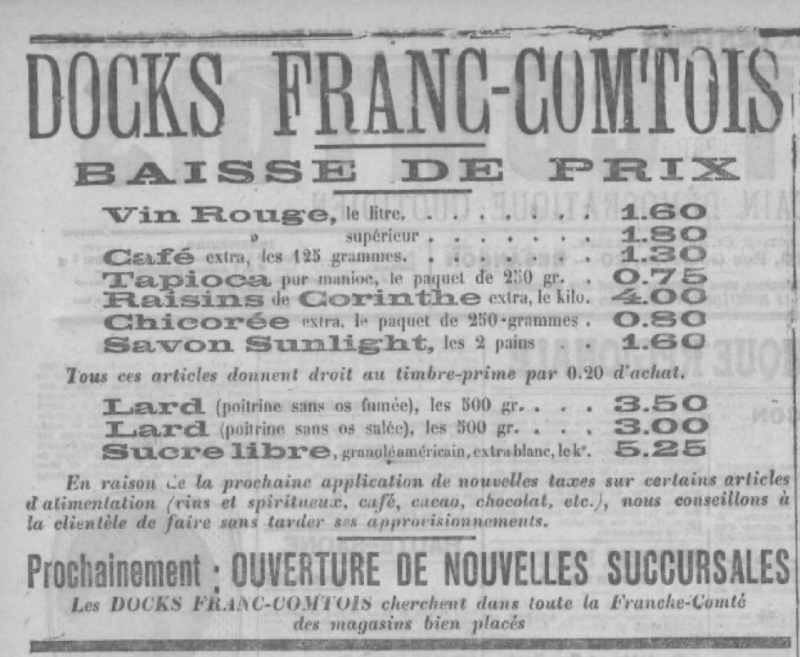 DOCKS FRANC-COMTOIS
BAISSE DE PRIX
Vin Rouge, le litre. . . . . . . . 1.60
» supérieur . . . . . . . 1.80
Café extra, les 125 grammes. . . . . . . 1.30
Tapioca pur manioc, le paquet de 250 gr. . 0.75
Raisins de Corinthe extra, le kilo. 4.00
Chicorée extra, le paquet de 250-grammes . 0.80
Savon Sunlight, les 2 pains . . 1.60
Tous ces articles donnent droit au timbre-prime par 0.20 d'achat.
Lard (poitrine sans os fumée), les 500 gr. . . . 3.50
Lard (poitrine sans os salée), les 500 gr. . . . 3.00
Sucre libre, granulé américain, extra blanc, le kº. 5.25
En raison de la prochaine application de nouvelles taxes sur certains articles
d'alimentation (vins et spiritueux, café, cacao, chocolat, etc.), nous conseillons à
la clientèle de faire sans tarder ses approvisionnements.
Prochainement : OUVERTURE DE NOUVELLES SUCCURSALES
Les DOCKS FRANC-COMTOIS cherchent dans toute la Franche-Comté
des magasins bien placés